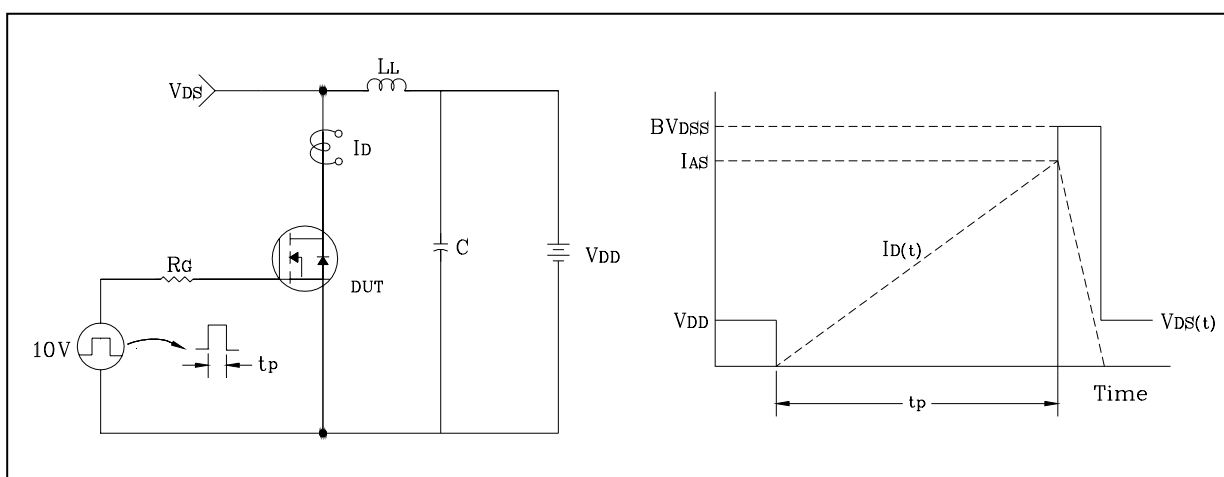 LL
VDS
ID
RG
DUT
C
VDD
10V
tp
BVDSS
IAS
ID(t)
VDD
VDS(t)
Time
tp